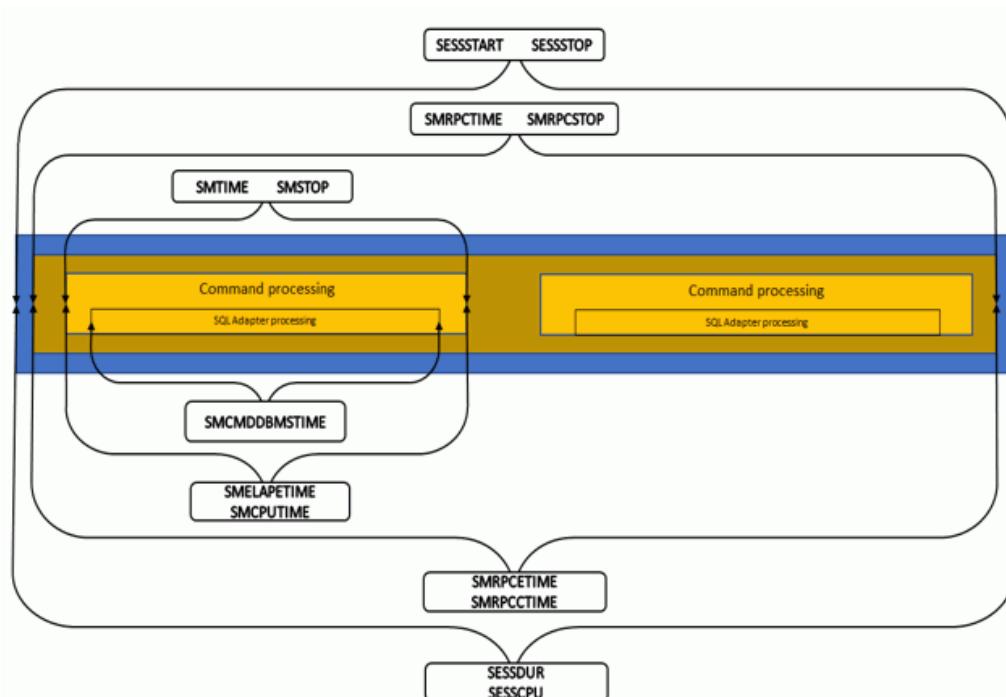 SESSSTART SESSSTOP
SMRPCTIME SMRPCSTOP
SMTIME SMSTOP
Command processing
SQL Adapter processing
Command processing
SQL Adapter processing
SMCMDDBMSTIME
SMELAPETIME
SMCPUTIME
SMRPCETIME
SMRPCCTIME
SESSDUR
SESSCPU